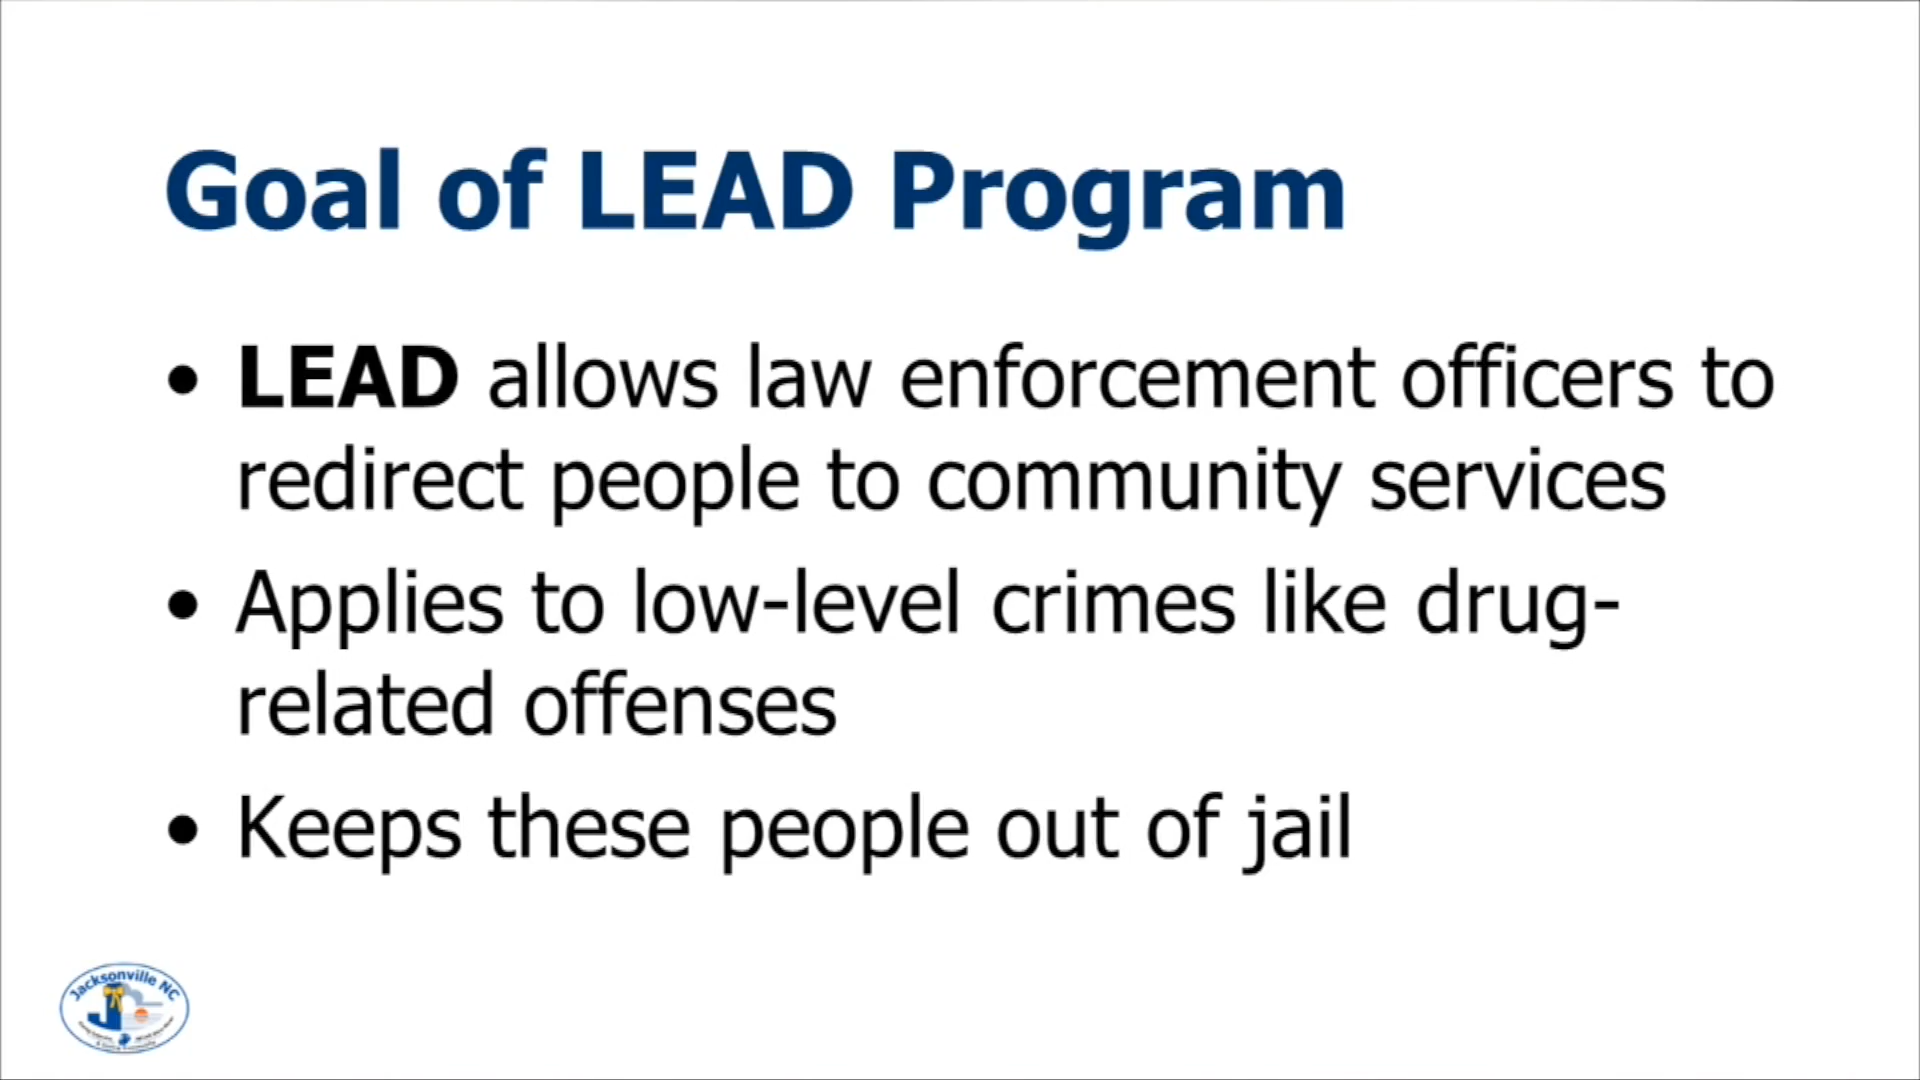 Goal of LEAD Program
• LEAD allows law enforcement officers to
redirect people to community services
• Applies to low-level crimes like drug-
related offenses
• Keeps these people out of jail
Jacksonville NC